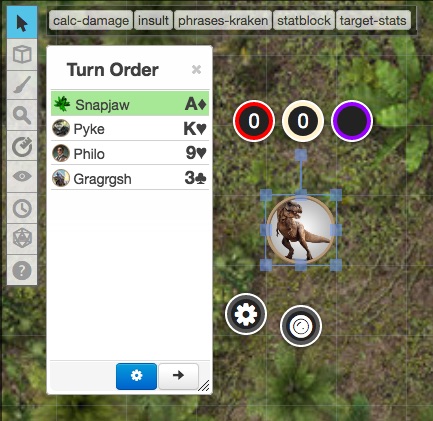 calc-damage insult phrases-kraken statblock target-stats
Turn Order ×
Snapjaw A♦
Pyke K♥
Philo 9♥
Gragrgsh 3♣
0 0
?